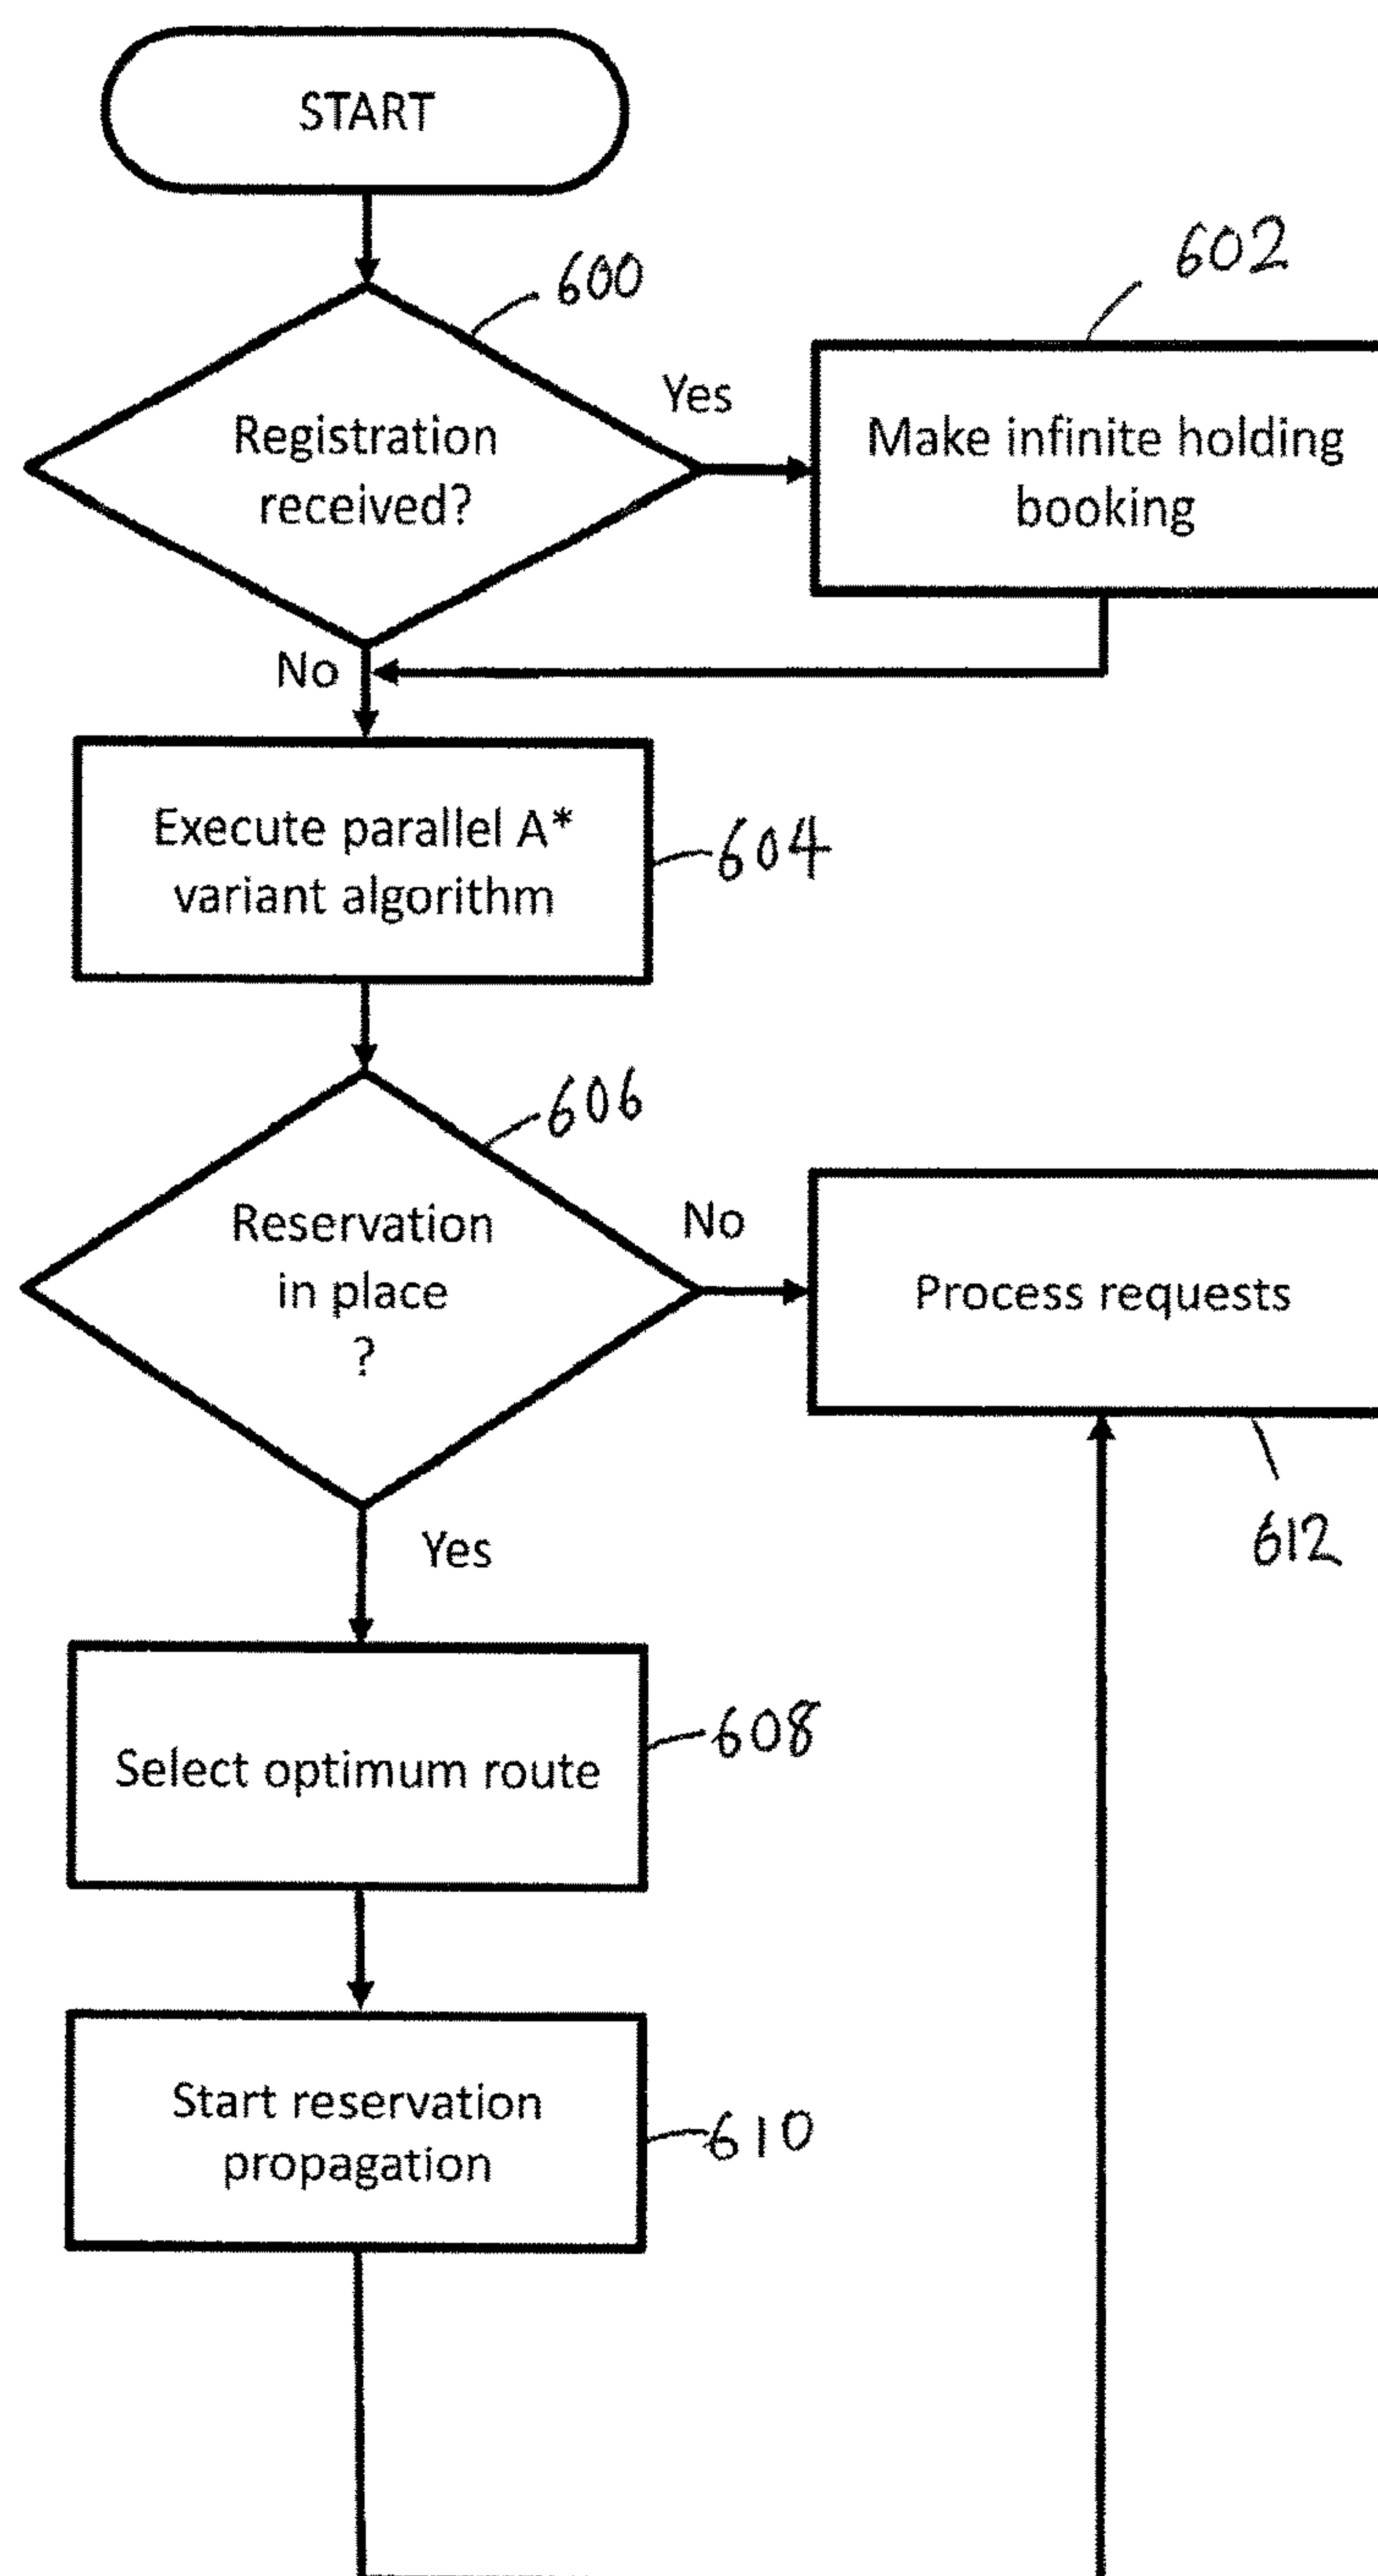 START
600
602
Registration
received?
Yes
Make infinite holding
booking
No
Execute parallel A*
variant algorithm
604
606
Reservation
in place
?
No
Process requests
612
Yes
Select optimum route
608
Start reservation
propagation
610